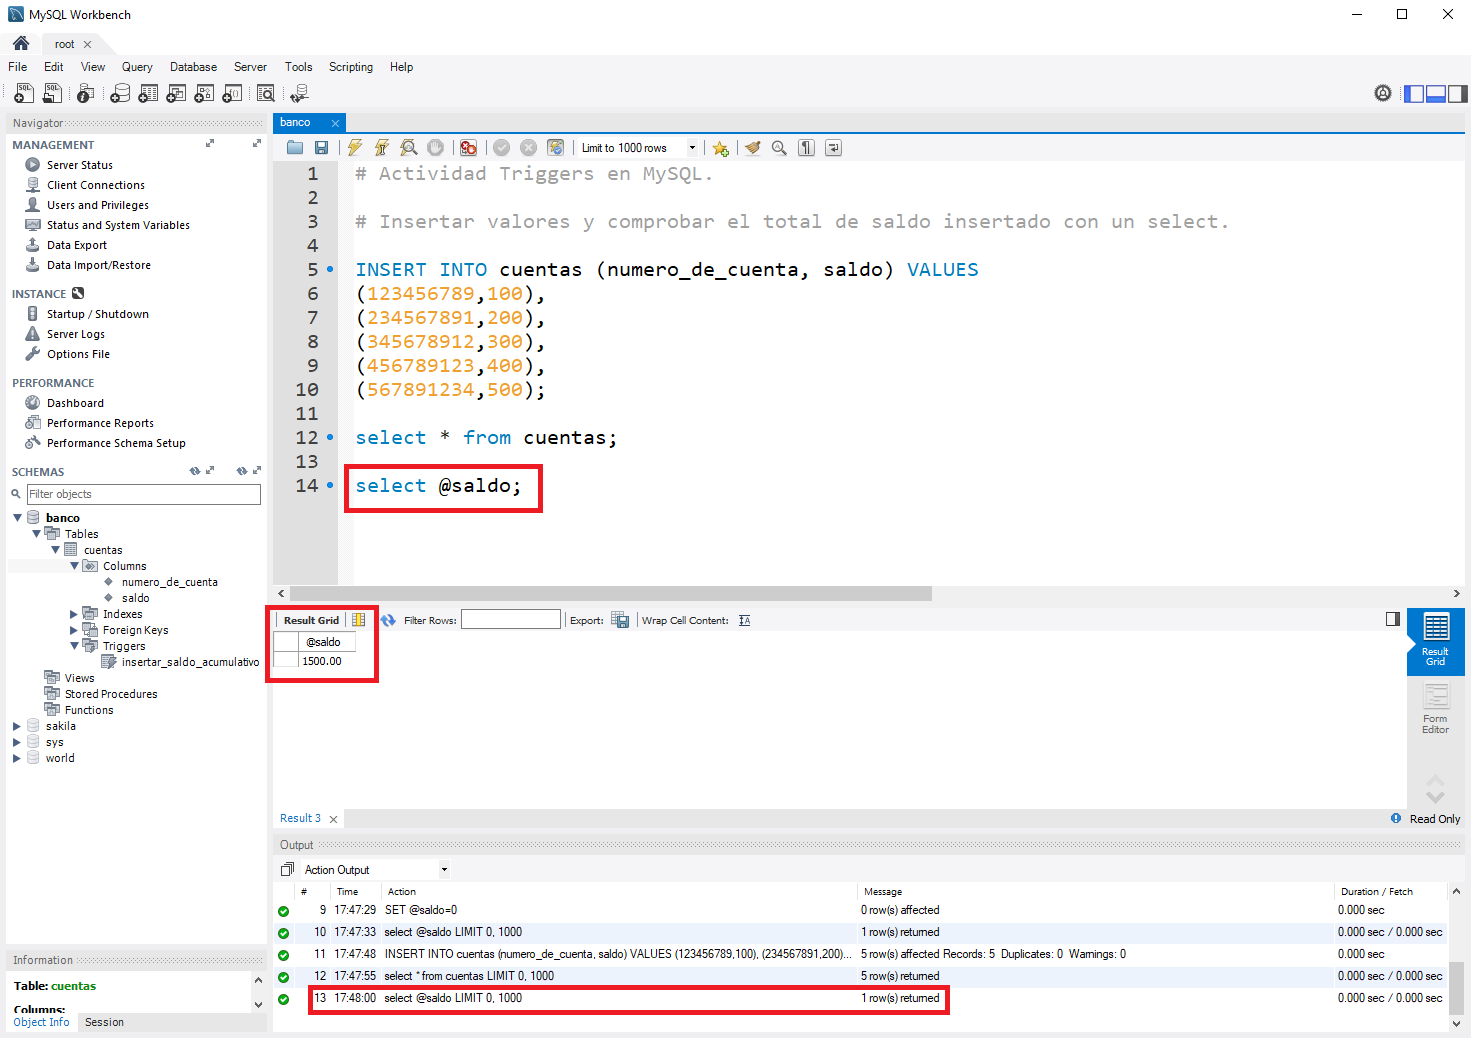 MySQL Workbench
root
File Edit View Query Database Server Tools Scripting Help
Navigator
MANAGEMENT
Server Status
Client Connections
Users and Privileges
Status and System Variables
Data Export
Data Import/Restore
INSTANCE
Startup / Shutdown
Server Logs
Options File
PERFORMANCE
Dashboard
Performance Reports
Performance Schema Setup
SCHEMAS
Filter objects
banco
Tables
cuentas
Columns
numero_de_cuenta
saldo
Indexes
Foreign Keys
Triggers
insertar_saldo_acumulativo
Views
Stored Procedures
Functions
sakila
sys
world
Information
Table: cuentas
Columns:
Object Info Session
banco
Limit to 1000 rows
1 # Actividad Triggers en MySQL.
2
3 # Insertar valores y comprobar el total de saldo insertado con un select.
4
5 INSERT INTO cuentas (numero_de_cuenta, saldo) VALUES
6 (123456789,100),
7 (234567891,200),
8 (345678912,300),
9 (456789123,400),
10 (567891234,500);
11
12 select * from cuentas;
13
14 select @saldo;
Result Grid Filter Rows: Export: Wrap Cell Content:
@saldo
1500.00
Result Grid
Form Editor
Result 3
Read Only
Output
Action Output
# Time Action Message Duration / Fetch
9 17:47:29 SET @saldo=0 0 row(s) affected 0.000 sec
10 17:47:33 select @saldo LIMIT 0, 1000 1 row(s) returned 0.000 sec / 0.000 sec
11 17:47:48 INSERT INTO cuentas (numero_de_cuenta, saldo) VALUES (123456789,100), (234567891,200)... 5 row(s) affected Records: 5 Duplicates: 0 Warnings: 0 0.000 sec
12 17:47:55 select * from cuentas LIMIT 0, 1000 5 row(s) returned 0.000 sec / 0.000 sec
13 17:48:00 select @saldo LIMIT 0, 1000 1 row(s) returned 0.000 sec / 0.000 sec